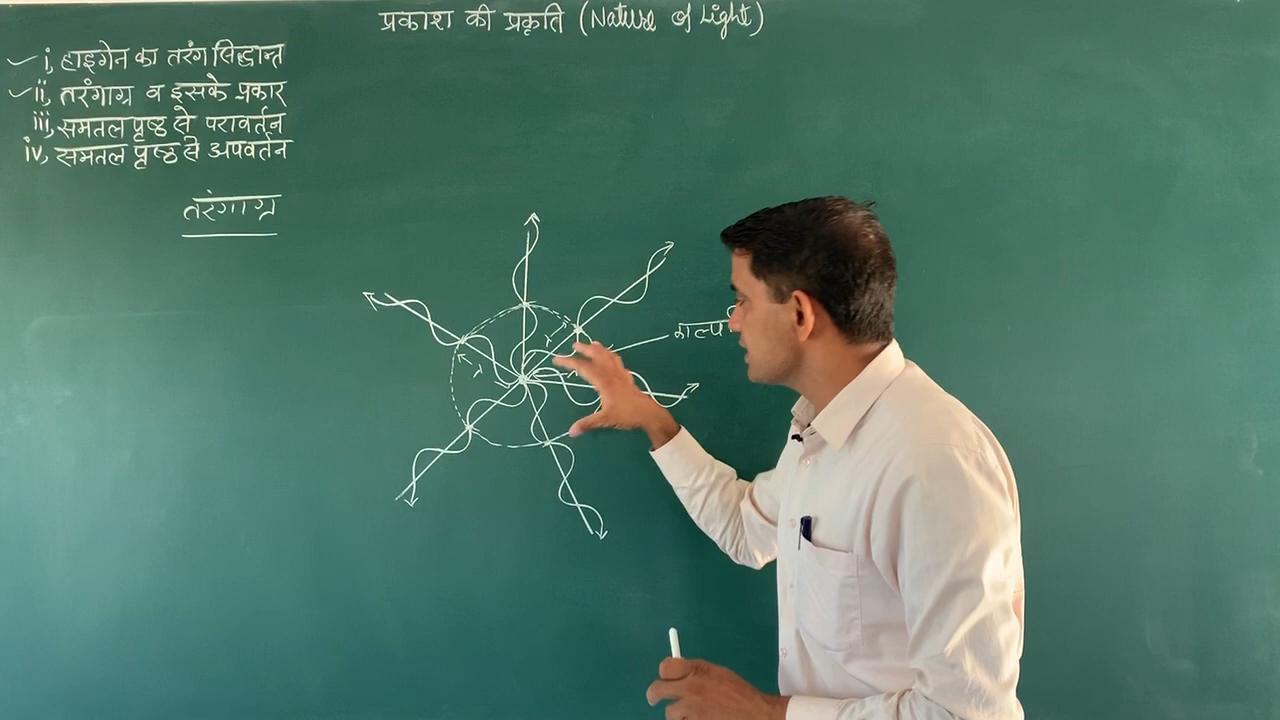 प्रकाश की प्रकृति (Nature of Light)
i, हाइगेन का तरंग सिद्धान्त
ii, तरंगाग्र व इसके प्रकार
iii, समतल पृष्ठ से परावर्तन
iv, समतल पृष्ठ से अपवर्तन
तरंगाग्र